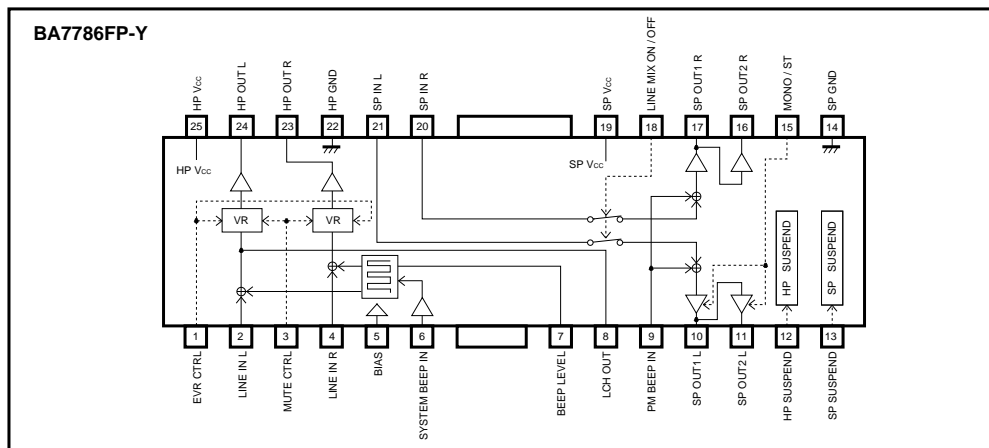 BA7786FP-Y
HP Vcc
HP OUT L
HP OUT R
HP GND
SP IN L
SP IN R
SP Vcc
LINE MIX ON / OFF
SP OUT1 R
SP OUT2 R
MONO / ST
SP GND
25
24
23
22
21
20
19
18
17
16
15
14
HP Vcc
SP Vcc
VR
VR
HP SUSPEND
SP SUSPEND
1
2
3
4
5
6
7
8
9
10
11
12
13
EVR CTRL
LINE IN L
MUTE CTRL
LINE IN R
BIAS
SYSTEM BEEP IN
BEEP LEVEL
LCH OUT
PM BEEP IN
SP OUT1 L
SP OUT2 L
HP SUSPEND
SP SUSPEND